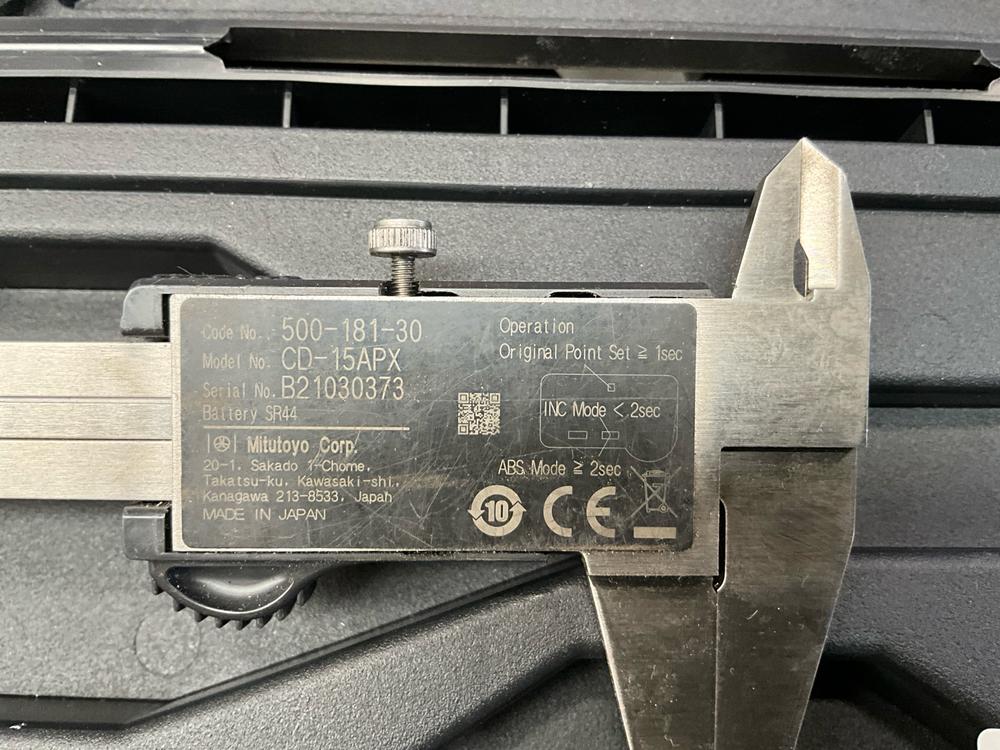 Code No. 500-181-30
Model No. CD-15APX
Serial No. B21030373
Battery SR44
Mitutoyo Corp.
20-1, Sakado 1-Chome,
Takatsu-ku, Kawasaki-shi,
Kanagawa 213-8533, Japan
MADE IN JAPAN
Operation
Original Point Set ≧ 1sec
INC Mode < 2sec
ABS Mode ≧ 2sec
10 CE